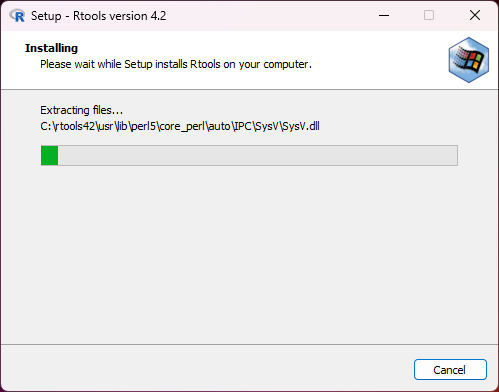 Setup - Rtools version 4.2
Installing
Please wait while Setup installs Rtools on your computer.
Extracting files...
C:\rtools42\usr\lib\perl5\core_perl\auto\IPC\SysV\SysV.dll
Cancel